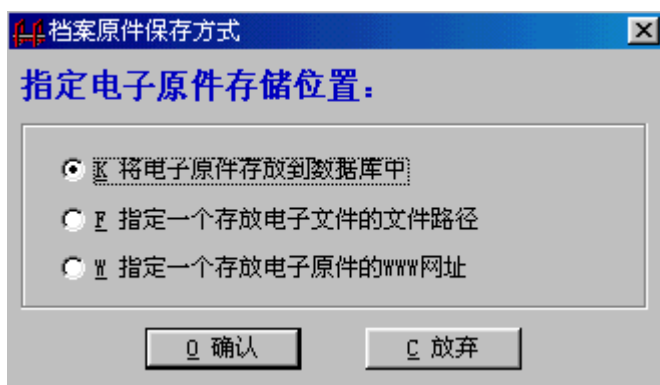 档案原件保存方式
指定电子原件存储位置：
K 将电子原件存放到数据库中
F 指定一个存放电子文件的文件路径
W 指定一个存放电子原件的WWW网址
O 确认 C 放弃